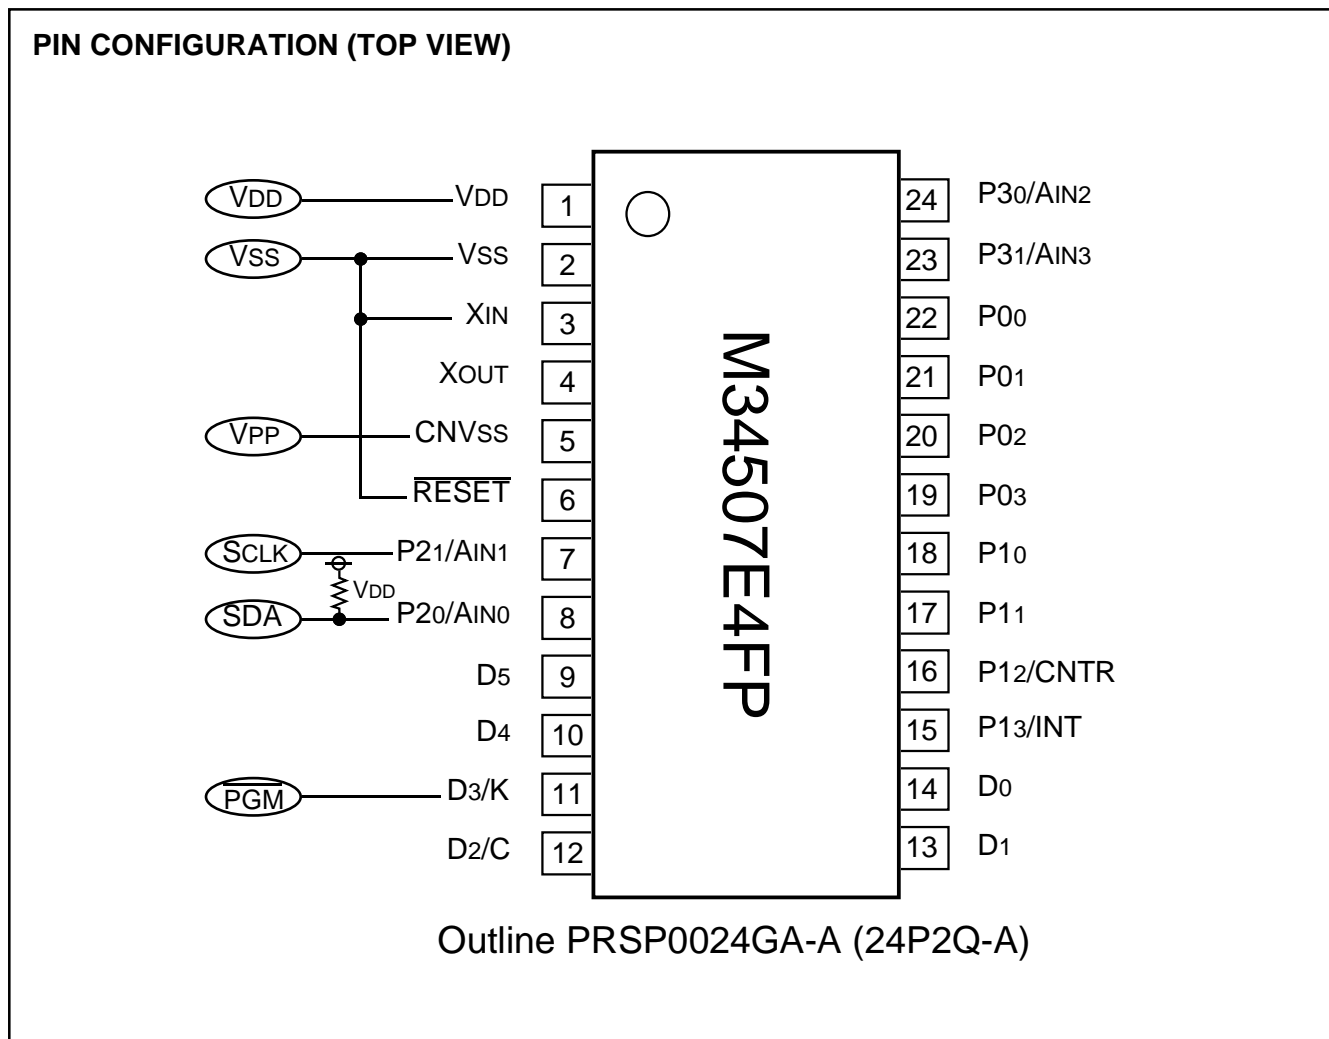 PIN CONFIGURATION (TOP VIEW)
VDD VDD 1 24 P30/AIN2
VSS VSS 2 23 P31/AIN3
XIN 3 22 P00
XOUT 4 21 P01
VPP CNVSS 5 20 P02
RESET 6 19 P03
SCLK P21/AIN1 7 18 P10
VDD
SDA P20/AIN0 8 17 P11
D5 9 16 P12/CNTR
D4 10 15 P13/INT
PGM D3/K 11 14 D0
D2/C 12 13 D1
M34507E4FP
Outline PRSP0024GA-A (24P2Q-A)